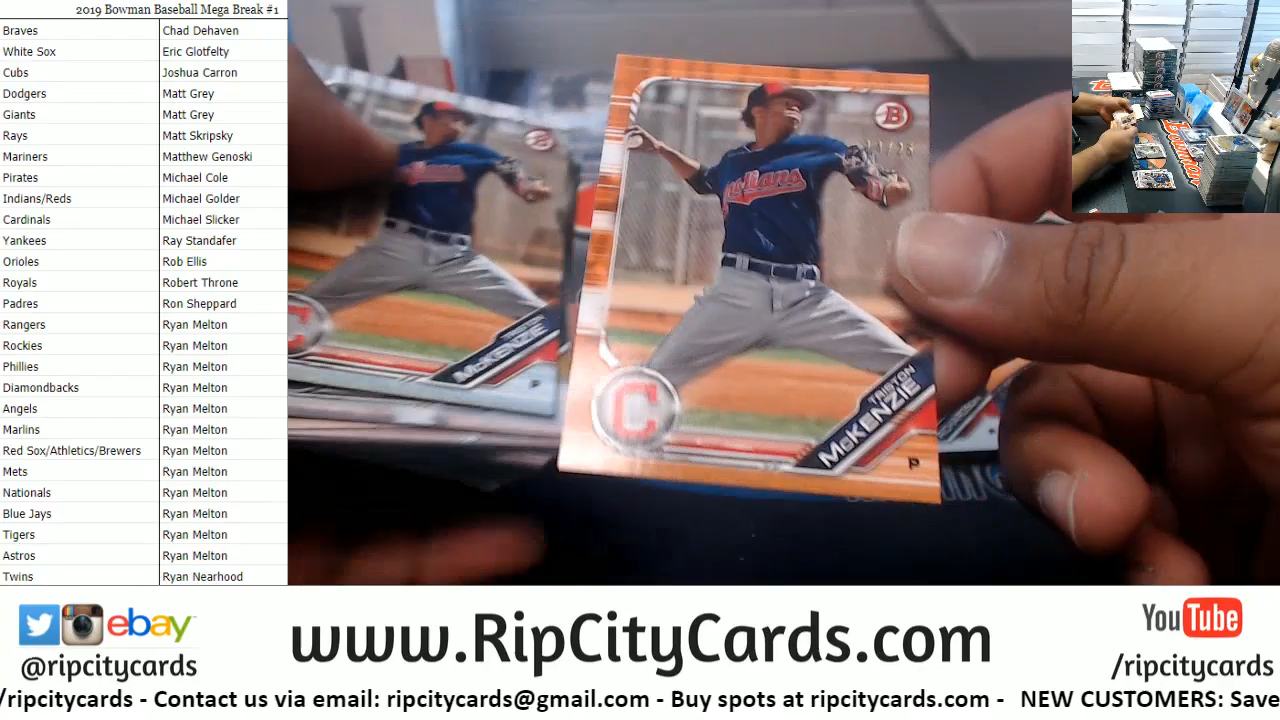 2019 Bowman Baseball Mega Break #1
Braves Chad Dehaven
White Sox Eric Glotfelty
Cubs Joshua Carron
Dodgers Matt Grey
Giants Matt Grey
Rays Matt Skripsky
Mariners Matthew Genoski
Pirates Michael Cole
Indians/Reds Michael Golder
Cardinals Michael Slicker
Yankees Ray Standafer
Orioles Rob Ellis
Royals Robert Throne
Padres Ron Sheppard
Rangers Ryan Melton
Rockies Ryan Melton
Phillies Ryan Melton
Diamondbacks Ryan Melton
Angels Ryan Melton
Marlins Ryan Melton
Red Sox/Athletics/Brewers Ryan Melton
Mets Ryan Melton
Nationals Ryan Melton
Blue Jays Ryan Melton
Tigers Ryan Melton
Astros Ryan Melton
Twins Ryan Nearhood
TRISTON
McKENZIE
P
B
Indians
C
TRISTON
McKENZIE
P
ebay
@ripcitycards
www.RipCityCards.com
YouTube
/ripcitycards
/ripcitycards - Contact us via email: ripcitycards@gmail.com - Buy spots at ripcitycards.com - NEW CUSTOMERS: Save